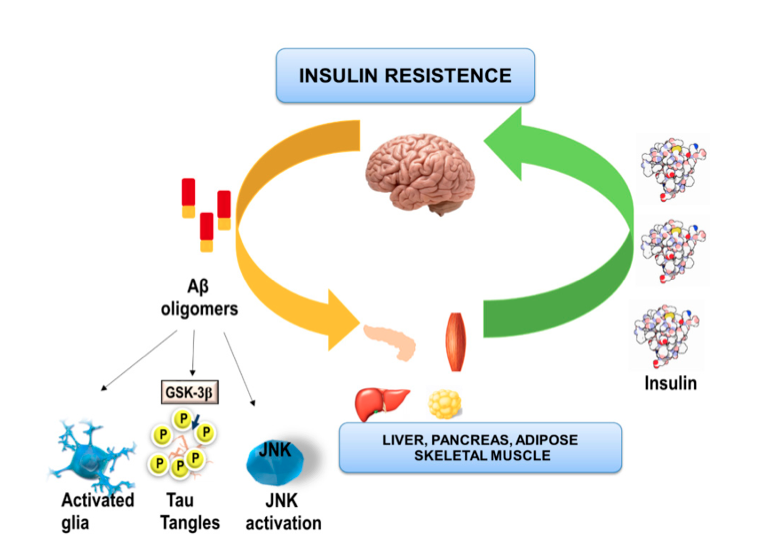 INSULIN RESISTENCE
Aβ
oligomers
Insulin
GSK-3β
P
P
P
P
P
P
JNK
LIVER, PANCREAS, ADIPOSE
SKELETAL MUSCLE
Activated
glia
Tau
Tangles
JNK
activation